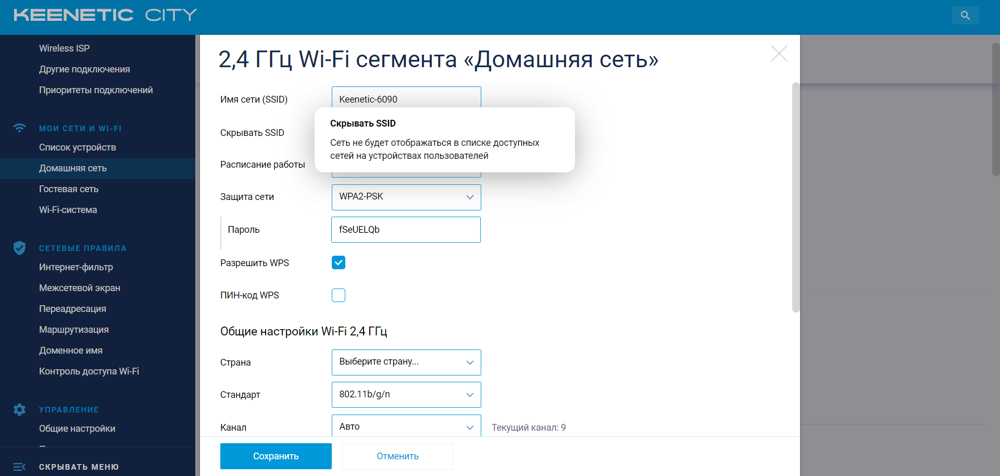 KEENETIC CITY
Wireless ISP
Другие подключения
Приоритеты подключений
МОИ СЕТИ И WI-FI
Список устройств
Домашняя сеть
Гостевая сеть
Wi-Fi-система
СЕТЕВЫЕ ПРАВИЛА
Интернет-фильтр
Межсетевой экран
Переадресация
Маршрутизация
Доменное имя
Контроль доступа Wi-Fi
УПРАВЛЕНИЕ
Общие настройки
СКРЫВАТЬ МЕНЮ
2,4 ГГц Wi-Fi сегмента «Домашняя сеть»
Имя сети (SSID)
Keenetic-6090
Скрывать SSID
Скрывать SSID
Сеть не будет отображаться в списке доступных
сетей на устройствах пользователей
Расписание работы
Защита сети
WPA2-PSK
Пароль
fSeUELQb
Разрешить WPS
ПИН-код WPS
Общие настройки Wi-Fi 2,4 ГГц
Страна
Выберите страну...
Стандарт
802.11b/g/n
Канал
Авто
Текущий канал: 9
Сохранить
Отменить